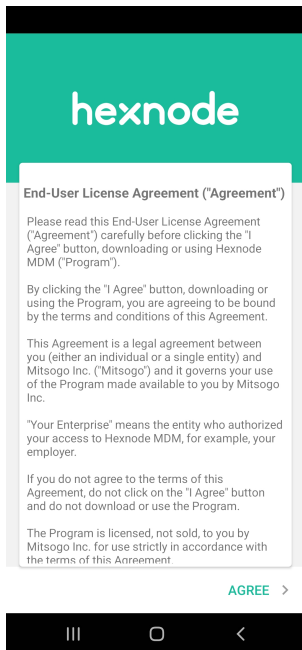 hexnode
End-User License Agreement ("Agreement")
Please read this End-User License Agreement
("Agreement") carefully before clicking the "I
Agree" button, downloading or using Hexnode
MDM ("Program").
By clicking the "I Agree" button, downloading or
using the Program, you are agreeing to be bound
by the terms and conditions of this Agreement.
This Agreement is a legal agreement between
you (either an individual or a single entity) and
Mitsogo Inc. ("Mitsogo") and it governs your use
of the Program made available to you by Mitsogo
Inc.
"Your Enterprise" means the entity who authorized
your access to Hexnode MDM, for example, your
employer.
If you do not agree to the terms of this
Agreement, do not click on the "I Agree" button
and do not download or use the Program.
The Program is licensed, not sold, to you by
Mitsogo Inc. for use strictly in accordance with
the terms of this Agreement.
AGREE